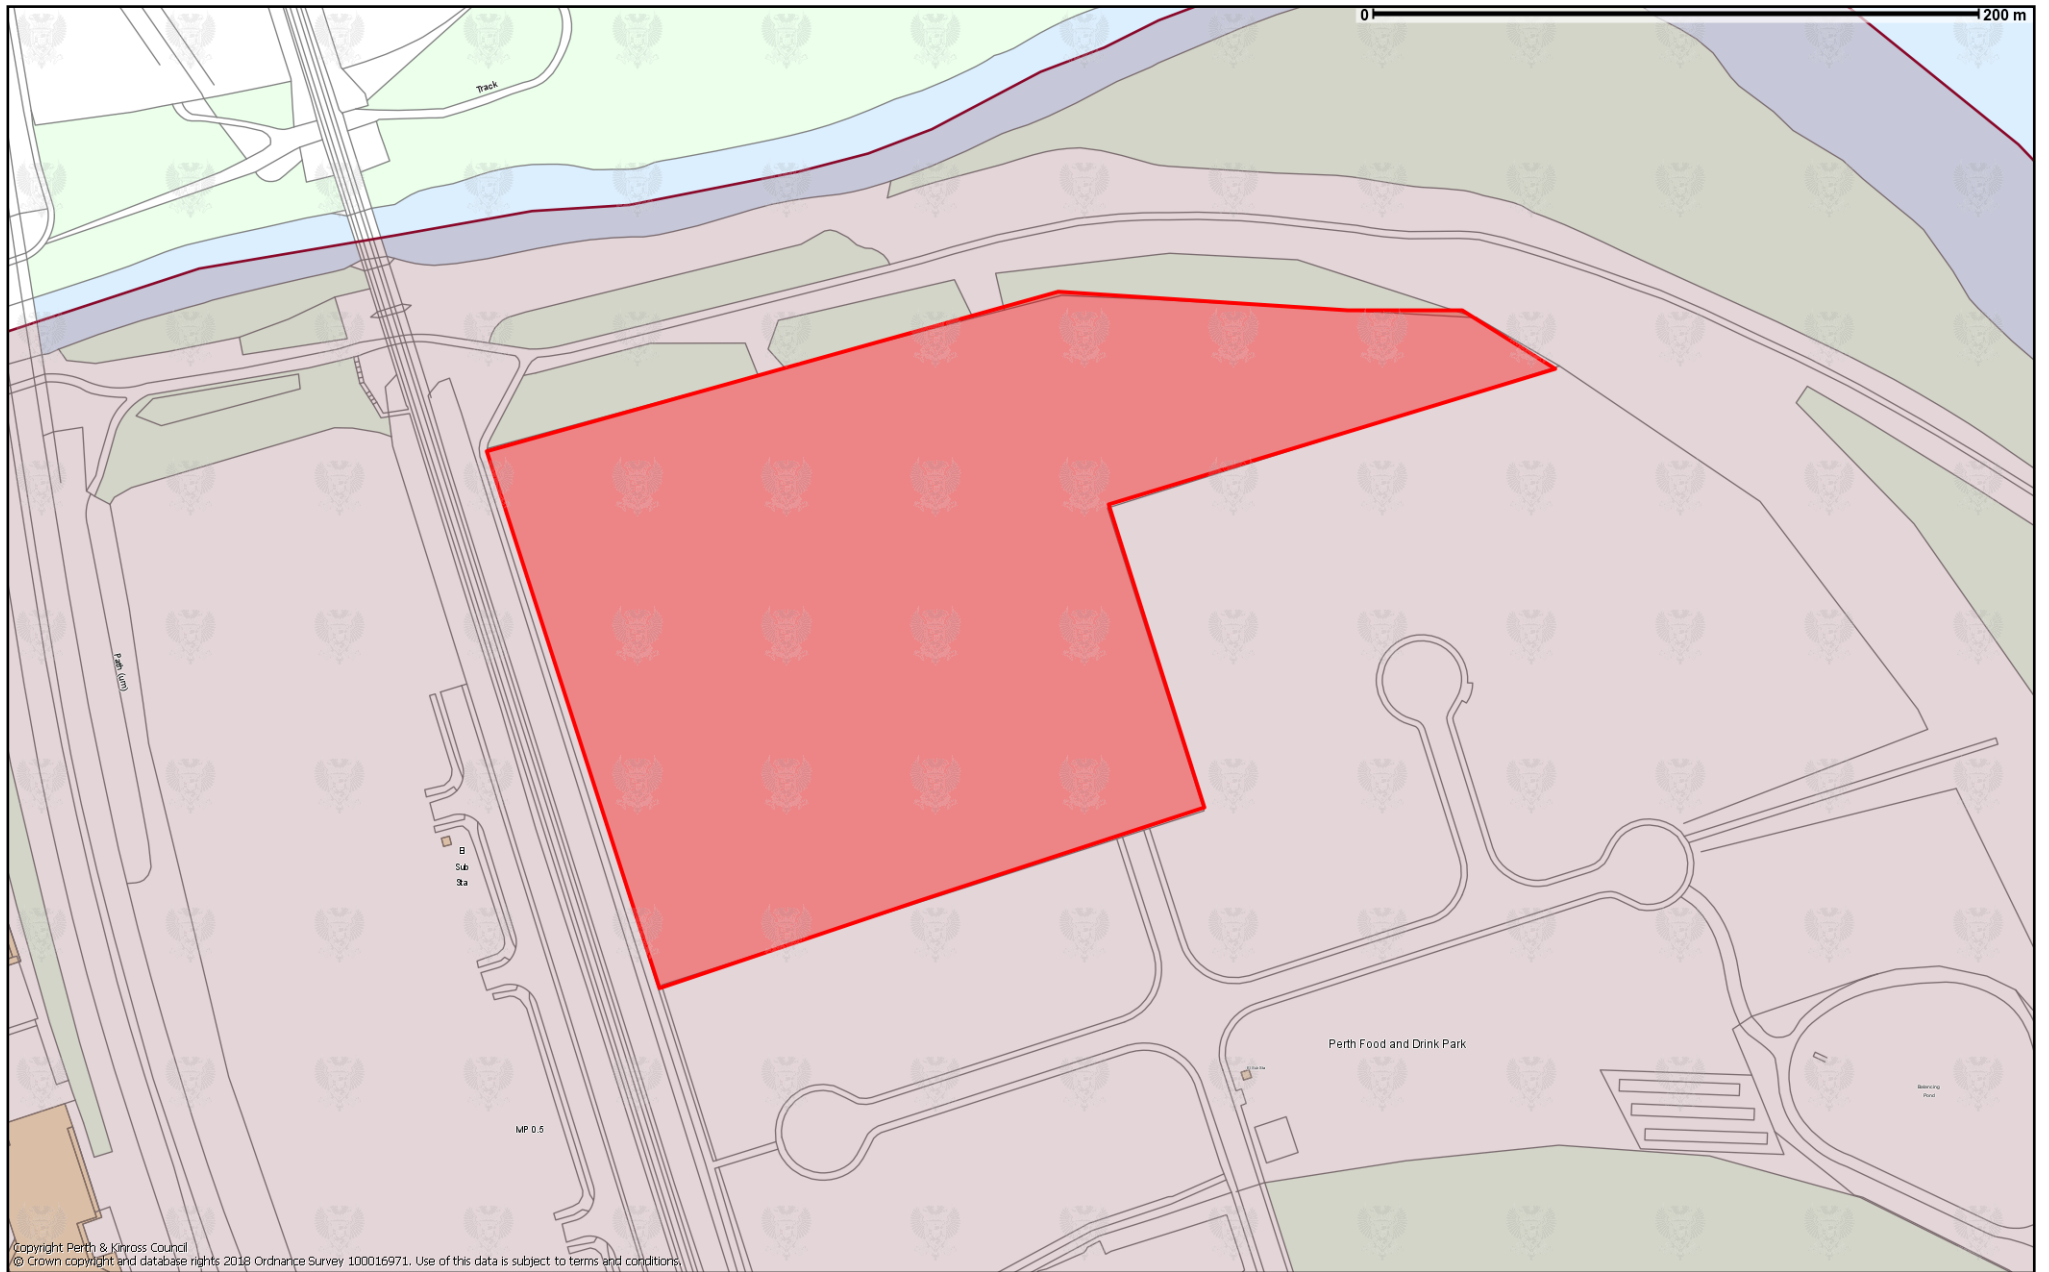 0 200 m
Track
Path (um)
El
Sub
Sta
Perth Food and Drink Park
Balancing
Pond
MP 0.5
Copyright Perth & Kinross Council
© Crown copyright and database rights 2018 Ordnance Survey 100016971. Use of this data is subject to terms and conditions.